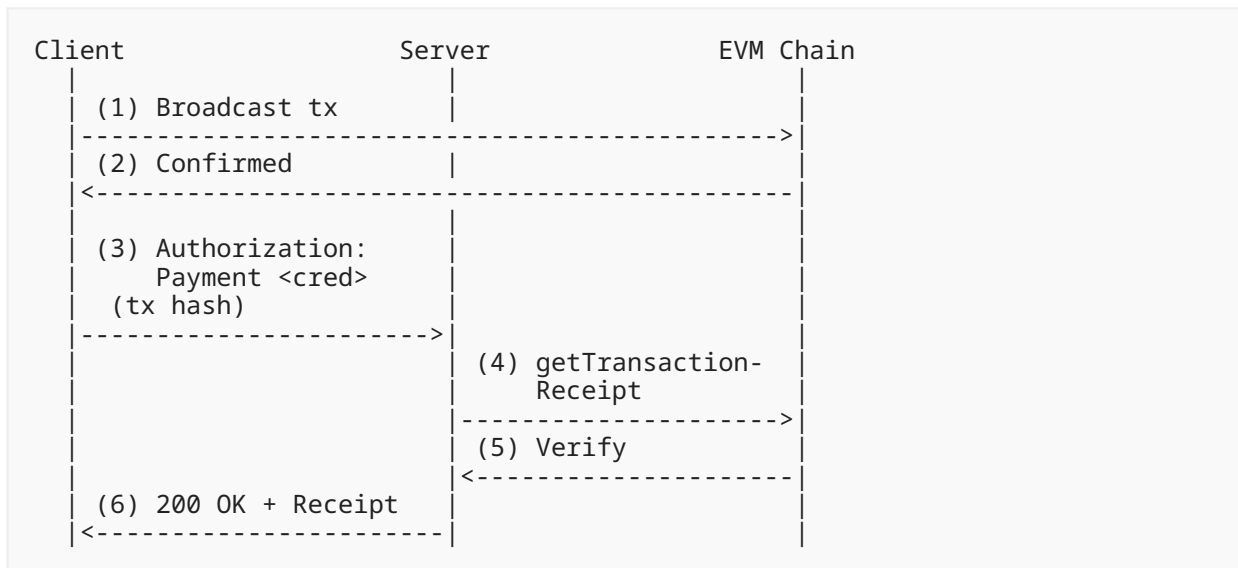 Client Server EVM Chain
(1) Broadcast tx
(2) Confirmed
(3) Authorization:
Payment <cred>
(tx hash)
(4) getTransaction-
Receipt
(5) Verify
(6) 200 OK + Receipt